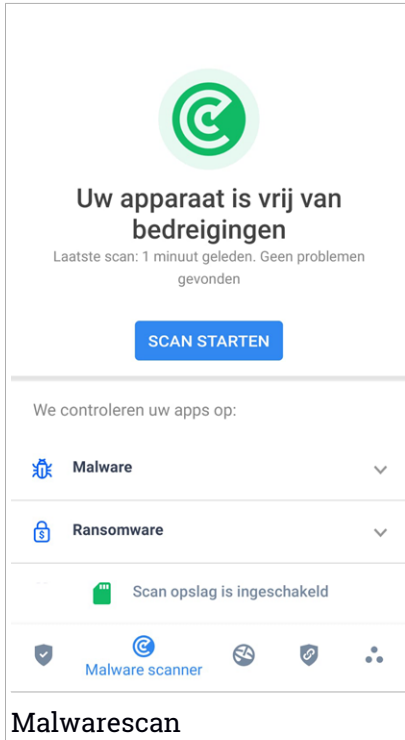 Uw apparaat is vrij van
bedreigingen
Laatste scan: 1 minuut geleden. Geen problemen
gevonden
SCAN STARTEN
We controleren uw apps op:
Malware
Ransomware
Scan opslag is ingeschakeld
Malware scanner
Malwarescan